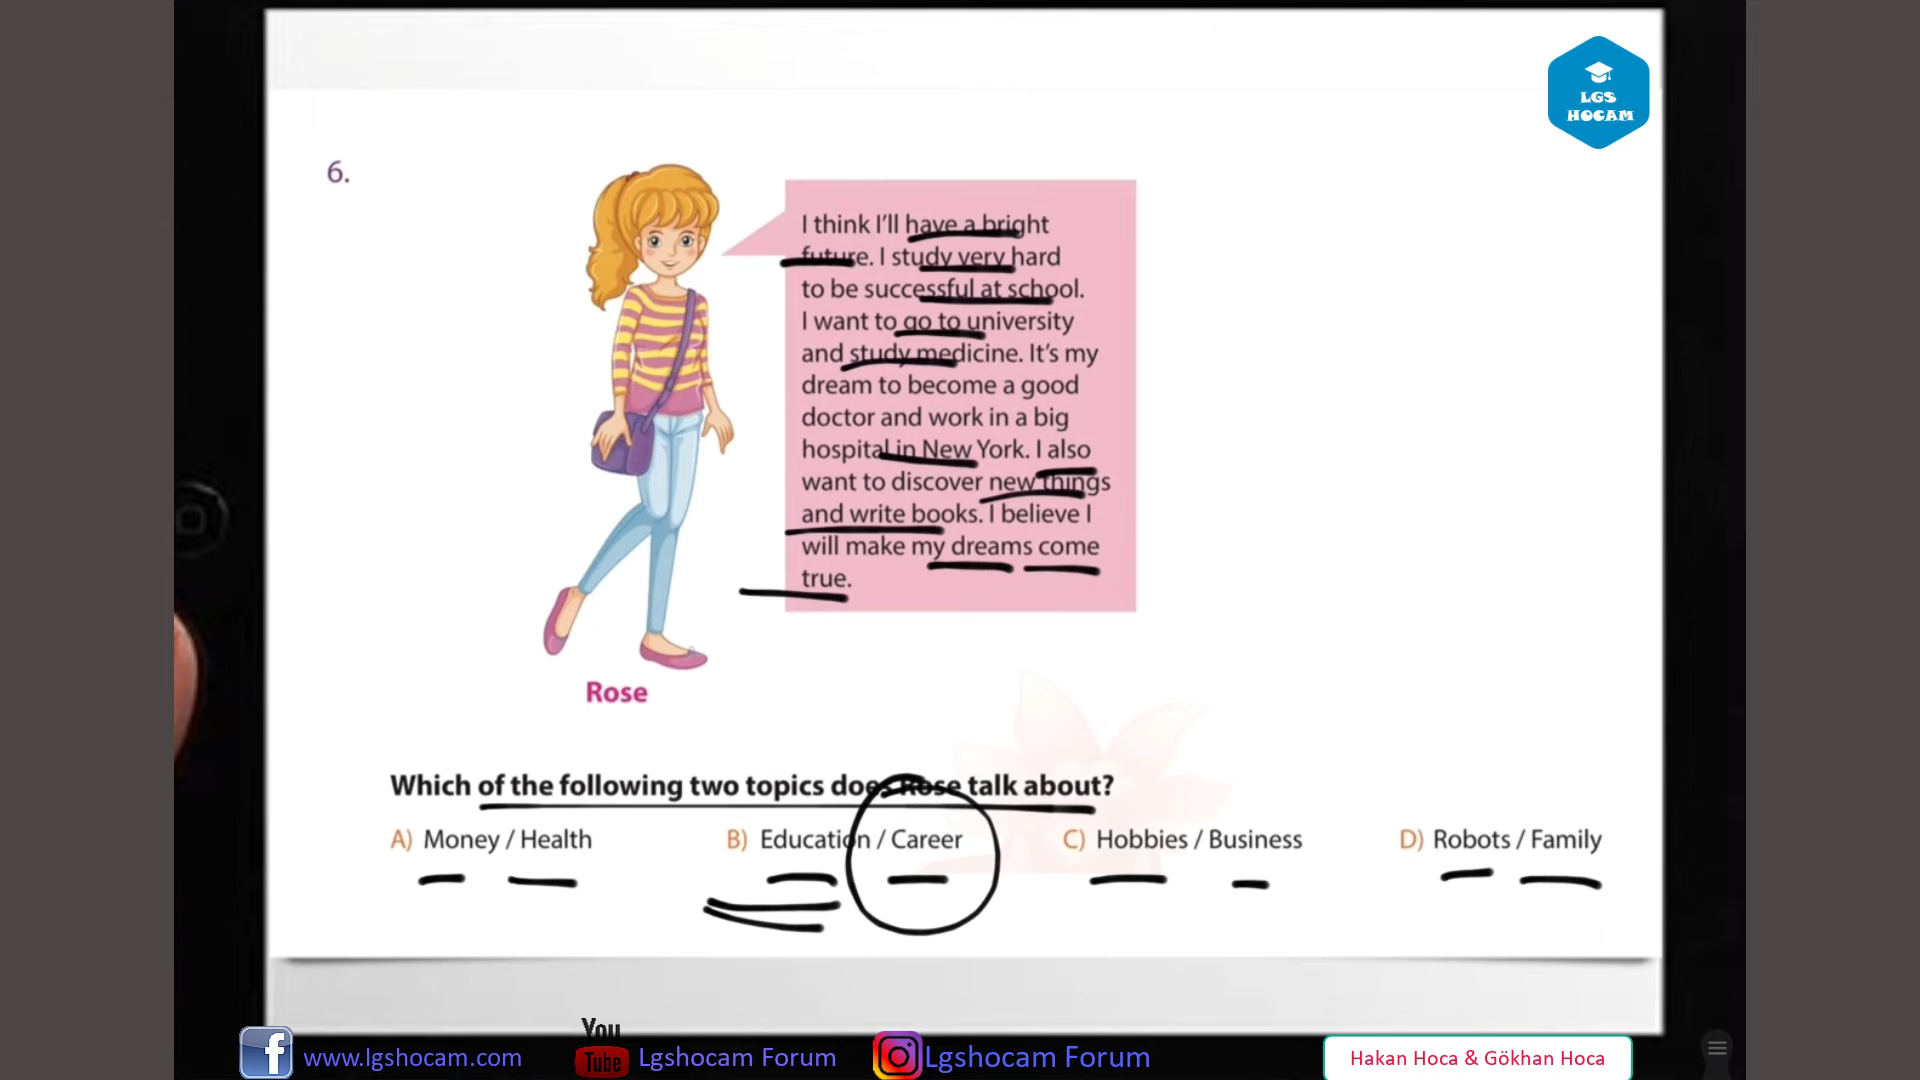 LGS
HOCAM
6.
I think I'll have a bright
future. I study very hard
to be successful at school.
I want to go to university
and study medicine. It's my
dream to become a good
doctor and work in a big
hospital in New York. I also
want to discover new things
and write books. I believe I
will make my dreams come
true.
Rose
Which of the following two topics does Rose talk about?
A) Money / Health
B) Education / Career
C) Hobbies / Business
D) Robots / Family
www.lgshocam.com
You
Tube
Lgshocam Forum
Lgshocam Forum
Hakan Hoca & Gökhan Hoca